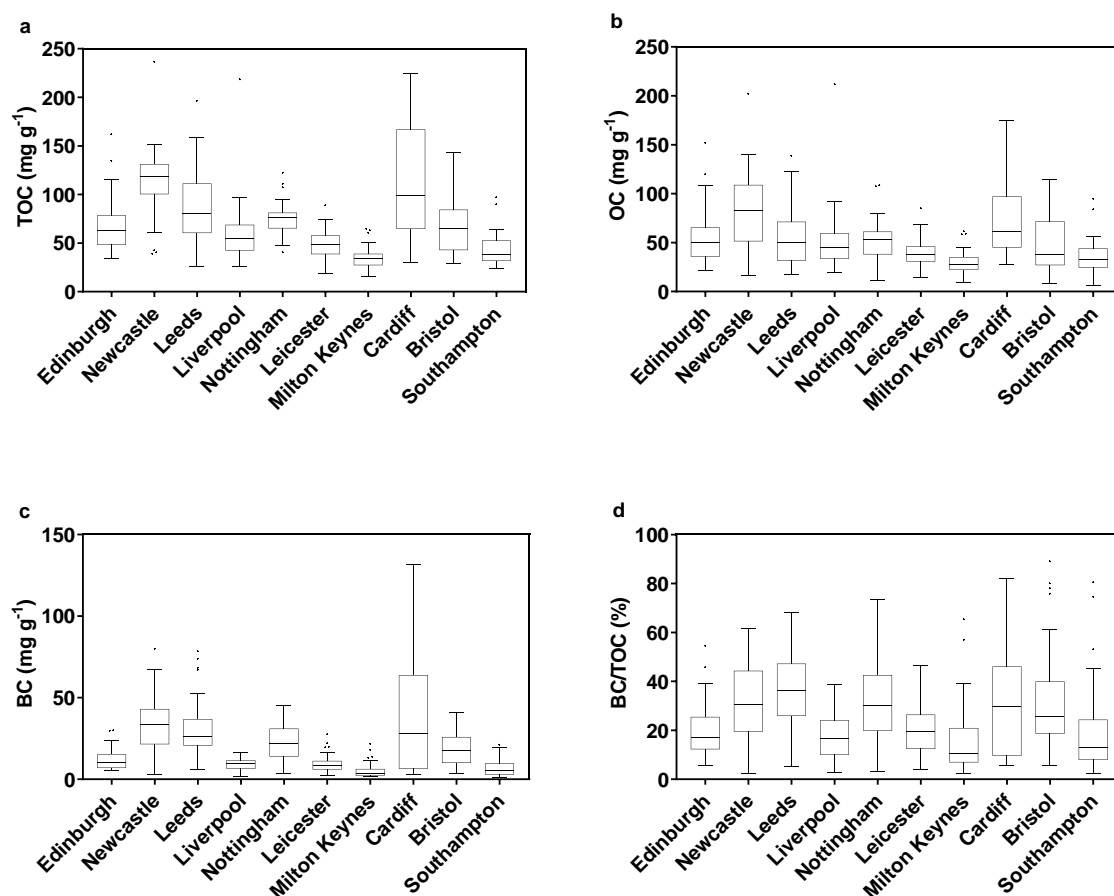 a
250
200
150
100
50
0
TOC (mg g-1)
Edinburgh
Newcastle
Leeds
Liverpool
Nottingham
Leicester
Milton Keynes
Cardiff
Bristol
Southampton
b
250
200
150
100
50
0
OC (mg g-1)
Edinburgh
Newcastle
Leeds
Liverpool
Nottingham
Leicester
Milton Keynes
Cardiff
Bristol
Southampton
c
150
100
50
0
BC (mg g-1)
Edinburgh
Newcastle
Leeds
Liverpool
Nottingham
Leicester
Milton Keynes
Cardiff
Bristol
Southampton
d
100
80
60
40
20
0
BC/TOC (%)
Edinburgh
Newcastle
Leeds
Liverpool
Nottingham
Leicester
Milton Keynes
Cardiff
Bristol
Southampton